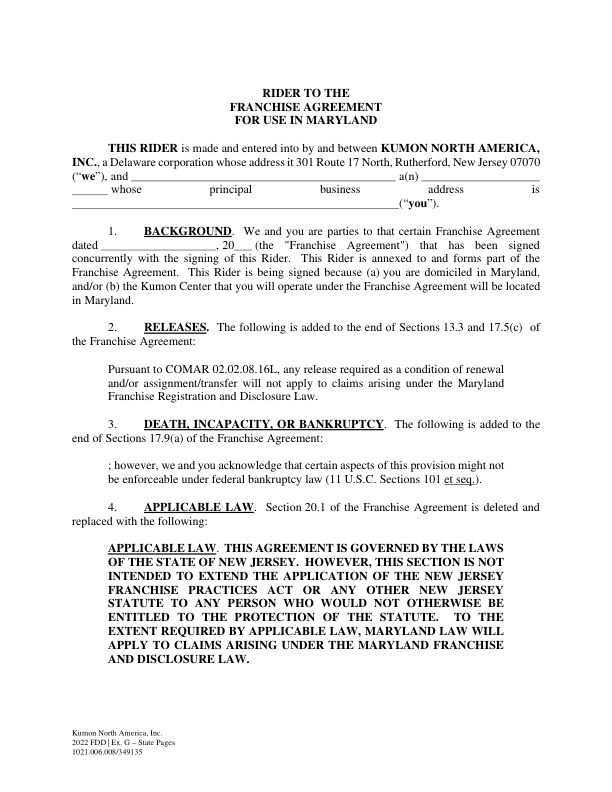 RIDER TO THE
FRANCHISE AGREEMENT
FOR USE IN MARYLAND
THIS RIDER is made and entered into by and between KUMON NORTH AMERICA,
INC., a Delaware corporation whose address it 301 Route 17 North, Rutherford, New Jersey 07070
(“we”), and ______________________________________________ a(n) ____________________
______ whose principal business address is
_________________________________________________________(“you”).
1. BACKGROUND. We and you are parties to that certain Franchise Agreement
dated ____________________, 20___ (the "Franchise Agreement") that has been signed
concurrently with the signing of this Rider. This Rider is annexed to and forms part of the
Franchise Agreement. This Rider is being signed because (a) you are domiciled in Maryland,
and/or (b) the Kumon Center that you will operate under the Franchise Agreement will be located
in Maryland.
2. RELEASES. The following is added to the end of Sections 13.3 and 17.5(c) of
the Franchise Agreement:
Pursuant to COMAR 02.02.08.16L, any release required as a condition of renewal
and/or assignment/transfer will not apply to claims arising under the Maryland
Franchise Registration and Disclosure Law.
3. DEATH, INCAPACITY, OR BANKRUPTCY. The following is added to the
end of Sections 17.9(a) of the Franchise Agreement:
; however, we and you acknowledge that certain aspects of this provision might not
be enforceable under federal bankruptcy law (11 U.S.C. Sections 101 et seq.).
4. APPLICABLE LAW. Section 20.1 of the Franchise Agreement is deleted and
replaced with the following:
APPLICABLE LAW. THIS AGREEMENT IS GOVERNED BY THE LAWS
OF THE STATE OF NEW JERSEY. HOWEVER, THIS SECTION IS NOT
INTENDED TO EXTEND THE APPLICATION OF THE NEW JERSEY
FRANCHISE PRACTICES ACT OR ANY OTHER NEW JERSEY
STATUTE TO ANY PERSON WHO WOULD NOT OTHERWISE BE
ENTITLED TO THE PROTECTION OF THE STATUTE. TO THE
EXTENT REQUIRED BY APPLICABLE LAW, MARYLAND LAW WILL
APPLY TO CLAIMS ARISING UNDER THE MARYLAND FRANCHISE
AND DISCLOSURE LAW.
Kumon North America, Inc.
2022 FDD | Ex. G – State Pages
1021.006.008/349135